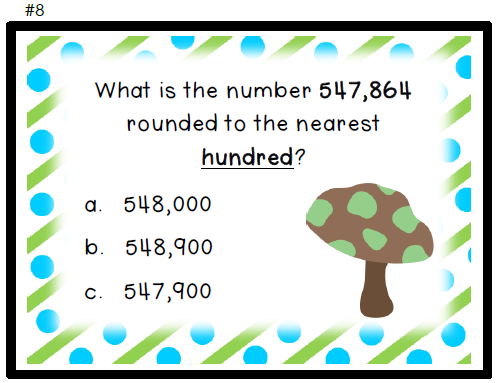 #8
What is the number 547,864
rounded to the nearest
hundred?
a. 548,000
b. 548,900
c. 547,900